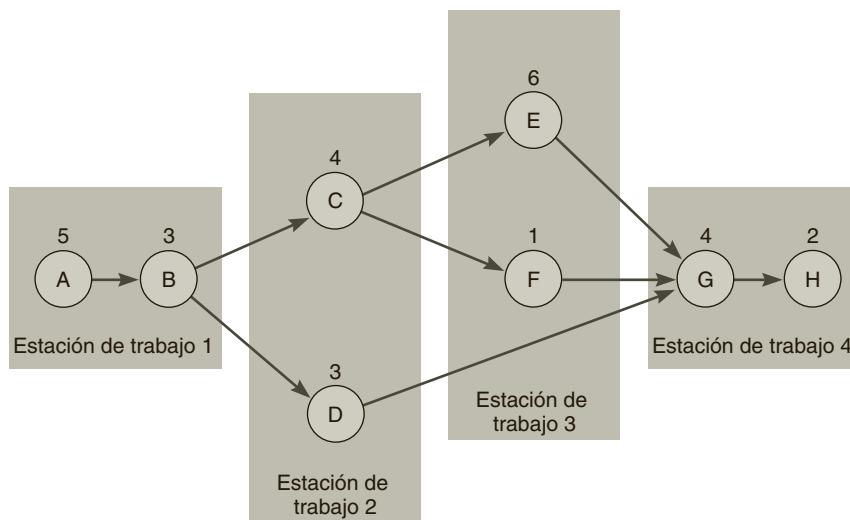 5
A
3
B
Estación de trabajo 1
4
C
3
D
Estación de
trabajo 2
6
E
1
F
Estación de
trabajo 3
4
G
2
H
Estación de trabajo 4